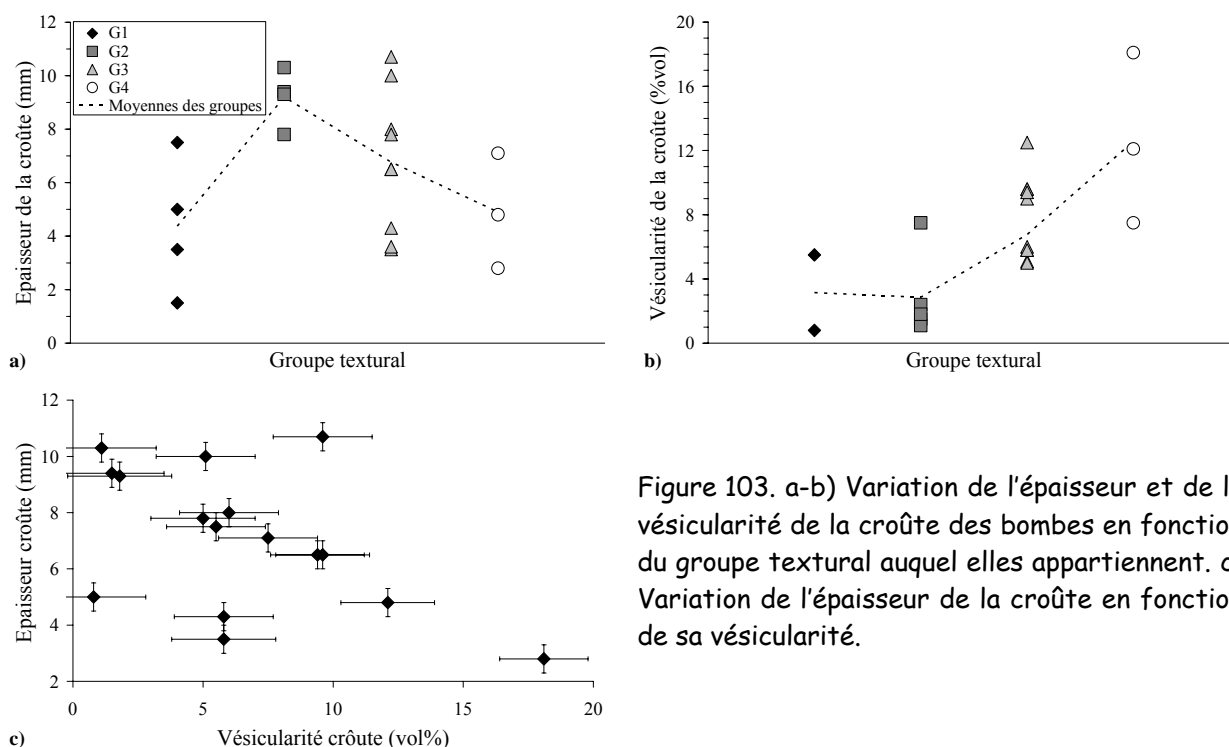 12
10
8
6
4
2
0
Epaisseur de la croûte (mm)
G1
G2
G3
G4
Moyennes des groupes
a)
Groupe textural
20
16
12
8
4
0
Vésicularité de la croûte (%vol)
b)
Groupe textural
12
10
8
6
4
2
Epaisseur croûte (mm)
0
5
10
15
20
c)
Vésicularité crôute (vol%)
Figure 103. a-b) Variation de l'épaisseur et de l
vésicularité de la croûte des bombes en fonctio
du groupe textural auquel elles appartiennent.
Variation de l'épaisseur de la croûte en fonctio
de sa vésicularité.